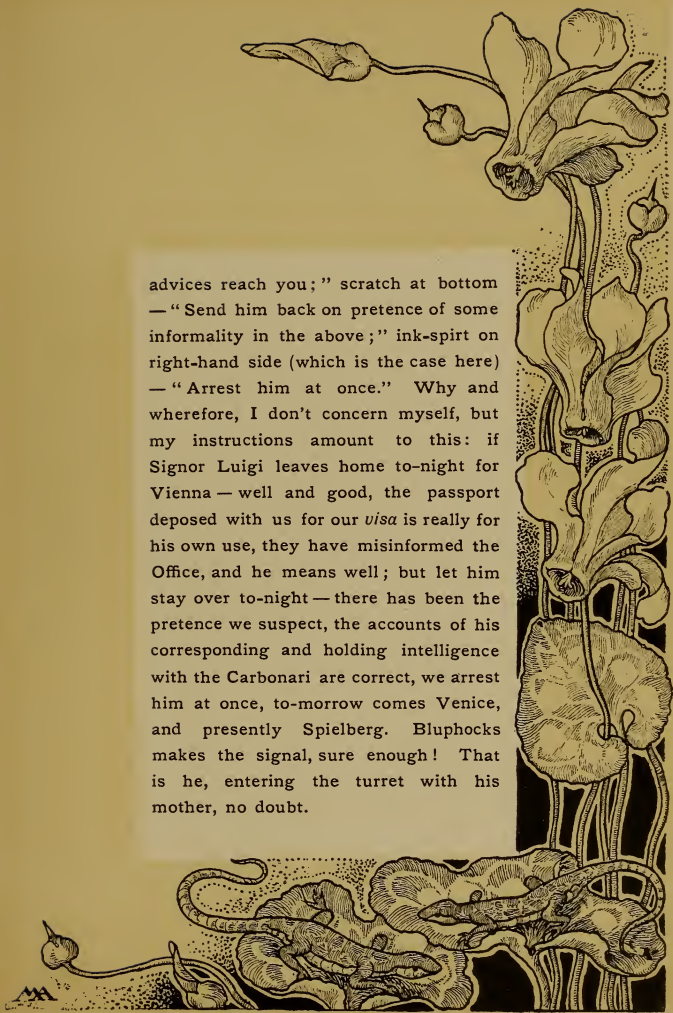 advices reach you; ” scratch at bottom
— “ Send him back on pretence of some
informality in the above ; ” ink-spirt on
right-hand side (which is the case here)
— “ Arrest him at once.” Why and
wherefore, I don't concern myself, but
my instructions amount to this: if
Signor Luigi leaves home to-night for
Vienna — well and good, the passport
deposed with us for our visa is really for
his own use, they have misinformed the
Office, and he means well ; but let him
stay over to-night — there has been the
pretence we suspect, the accounts of his
corresponding and holding intelligence
with the Carbonari are correct, we arrest
him at once, to-morrow comes Venice,
and presently Spielberg. Bluphocks
makes the signal, sure enough ! That
is he, entering the turret with his
mother, no doubt.